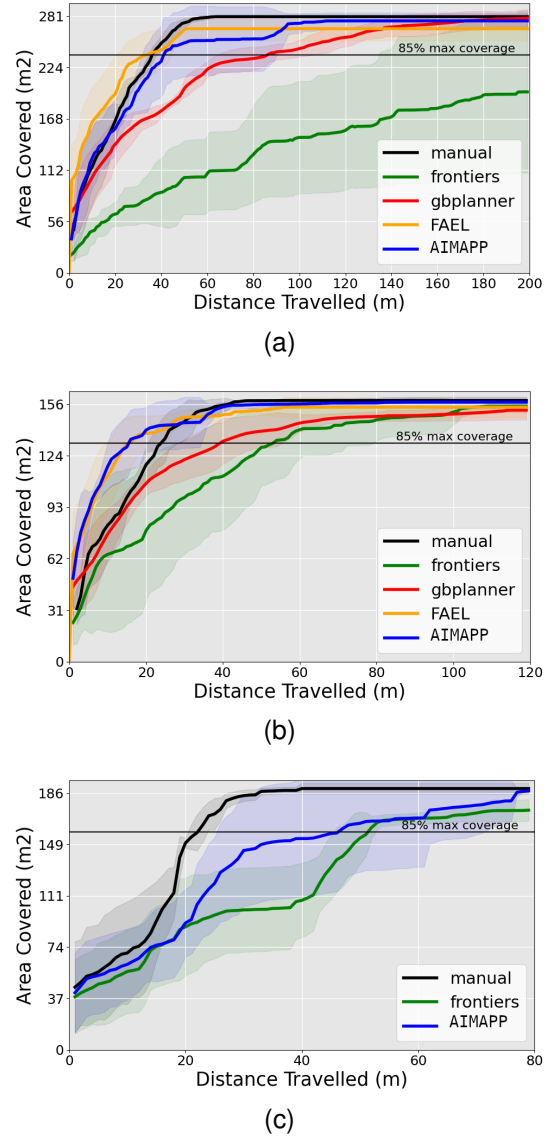 281
224
168
112
56
0
Area Covered (m2)
85% max coverage
manual
frontiers
gbplanner
FAEL
AIMAPP
0 20 40 60 80 100 120 140 160 180 200
Distance Travelled (m)
(a)
156
124
93
62
31
0
Area Covered (m2)
85% max coverage
manual
frontiers
gbplanner
FAEL
AIMAPP
0 20 40 60 80 100 120
Distance Travelled (m)
(b)
186
149
111
74
37
0
Area Covered (m2)
85% max coverage
manual
frontiers
AIMAPP
0 20 40 60 80
Distance Travelled (m)
(c)